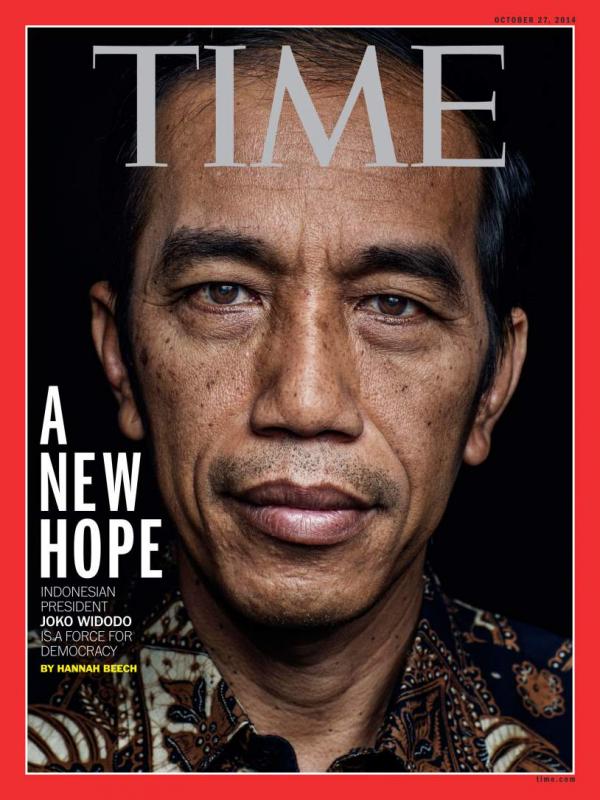 OCTOBER 27, 2014
TIME
A
NEW
HOPE
INDONESIAN
PRESIDENT
JOKO WIDODO
IS A FORCE FOR
DEMOCRACY
BY HANNAH BEECH
time.com